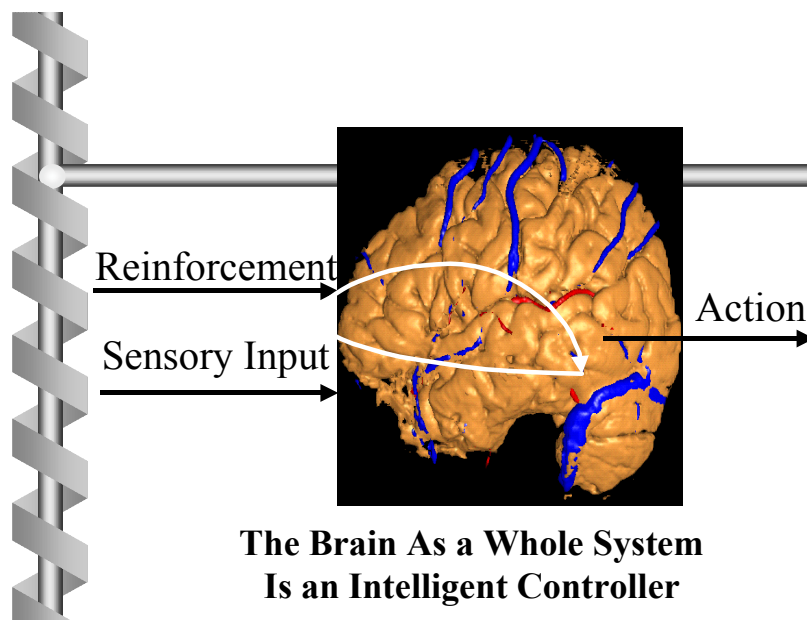 Reinforcement
Action
Sensory Input
The Brain As a Whole System
Is an Intelligent Controller